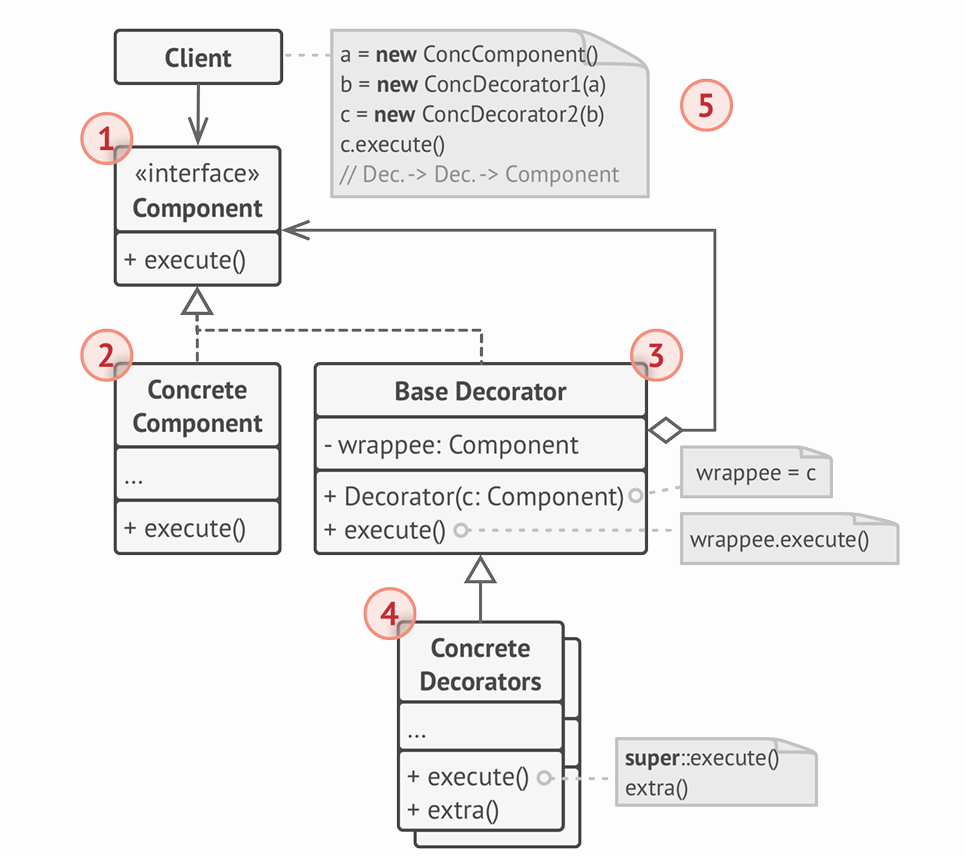 Client
a = new ConcComponent()
b = new ConcDecorator1(a)
c = new ConcDecorator2(b)
c.execute()
// Dec. -> Dec. -> Component
5
1
«interface»
Component
+ execute()
2
Concrete
Component
...
+ execute()
3
Base Decorator
- wrappee: Component
+ Decorator(c: Component)
+ execute()
wrappee = c
wrappee.execute()
4
Concrete
Decorators
...
+ execute()
+ extra()
super::execute()
extra()